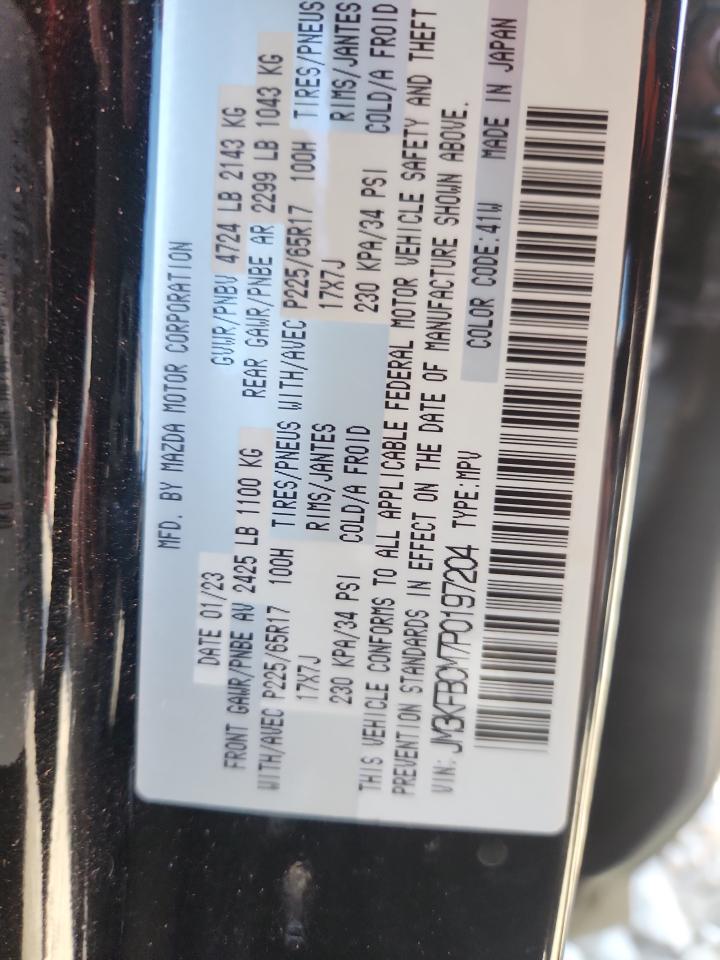 MFD. BY MAZDA MOTOR CORPORATION
DATE 01/23 GVWR/PNBV 4724 LB 2143 KG
FRONT GAWR/PNBE AV 2425 LB 1100 KG REAR GAWR/PNBE AR 2299 LB 1043 KG
WITH/AVEC P225/65R17 100H TIRES/PNEUS WITH/AVEC P225/65R17 100H TIRES/PNEUS
17X7J RIMS/JANTES 17X7J RIMS/JANTES
230 KPA/34 PSI COLD/A FROID 230 KPA/34 PSI COLD/A FROID
THIS VEHICLE CONFORMS TO ALL APPLICABLE FEDERAL MOTOR VEHICLE SAFETY AND THEFT
PREVENTION STANDARDS IN EFFECT ON THE DATE OF MANUFACTURE SHOWN ABOVE.
VIN: JM3KFBCM7P0197204 TYPE:MPV COLOR CODE:41W MADE IN JAPAN